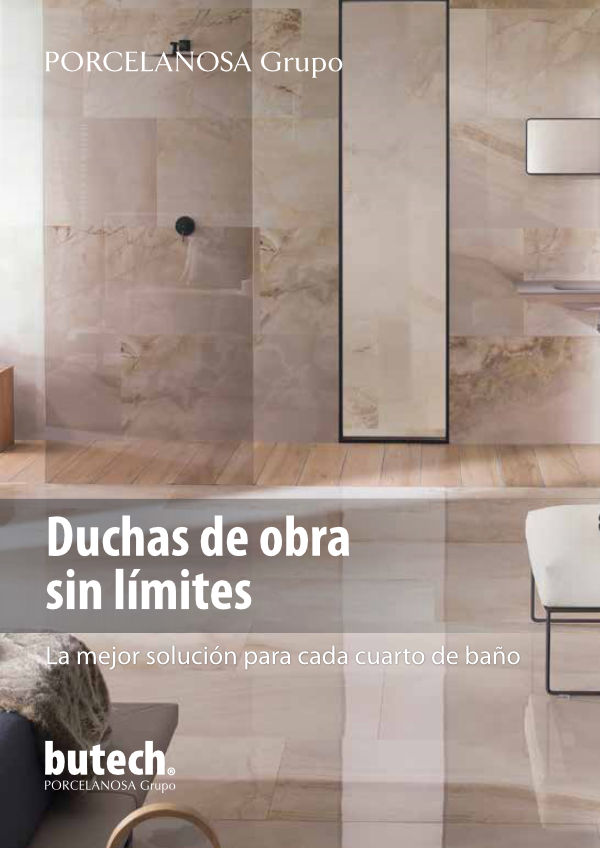 PORCELANOSA Grupo
Duchas de obra
sin límites
La mejor solución para cada cuarto de baño
butech®
PORCELANOSA Grupo